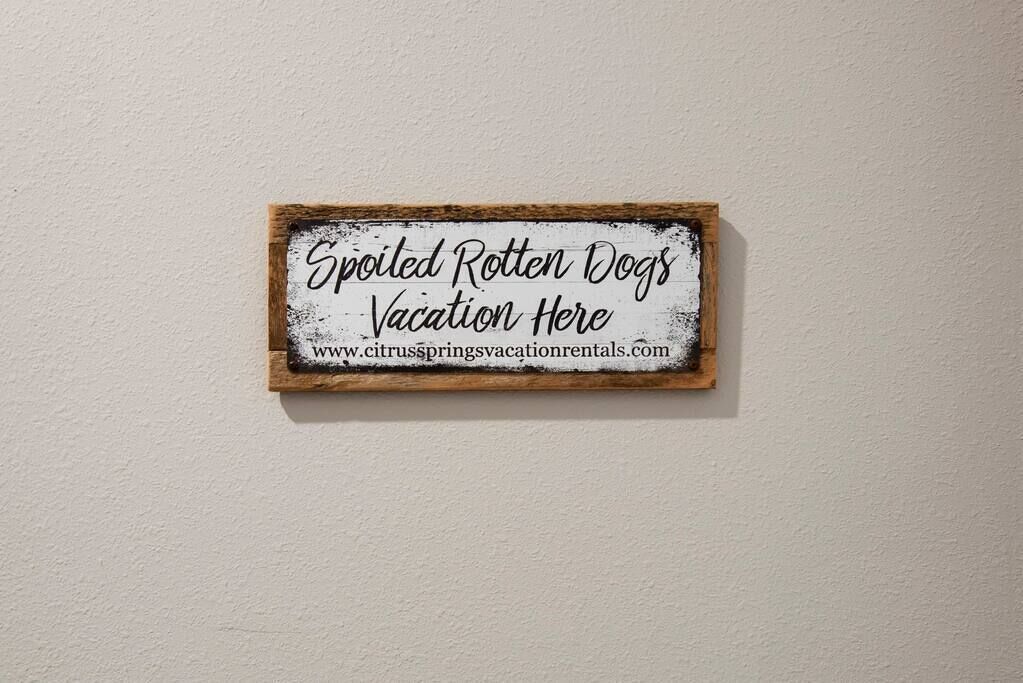 Spoiled Rotten Dogs
Vacation Here
www.citrusspringsvacationrentals.com